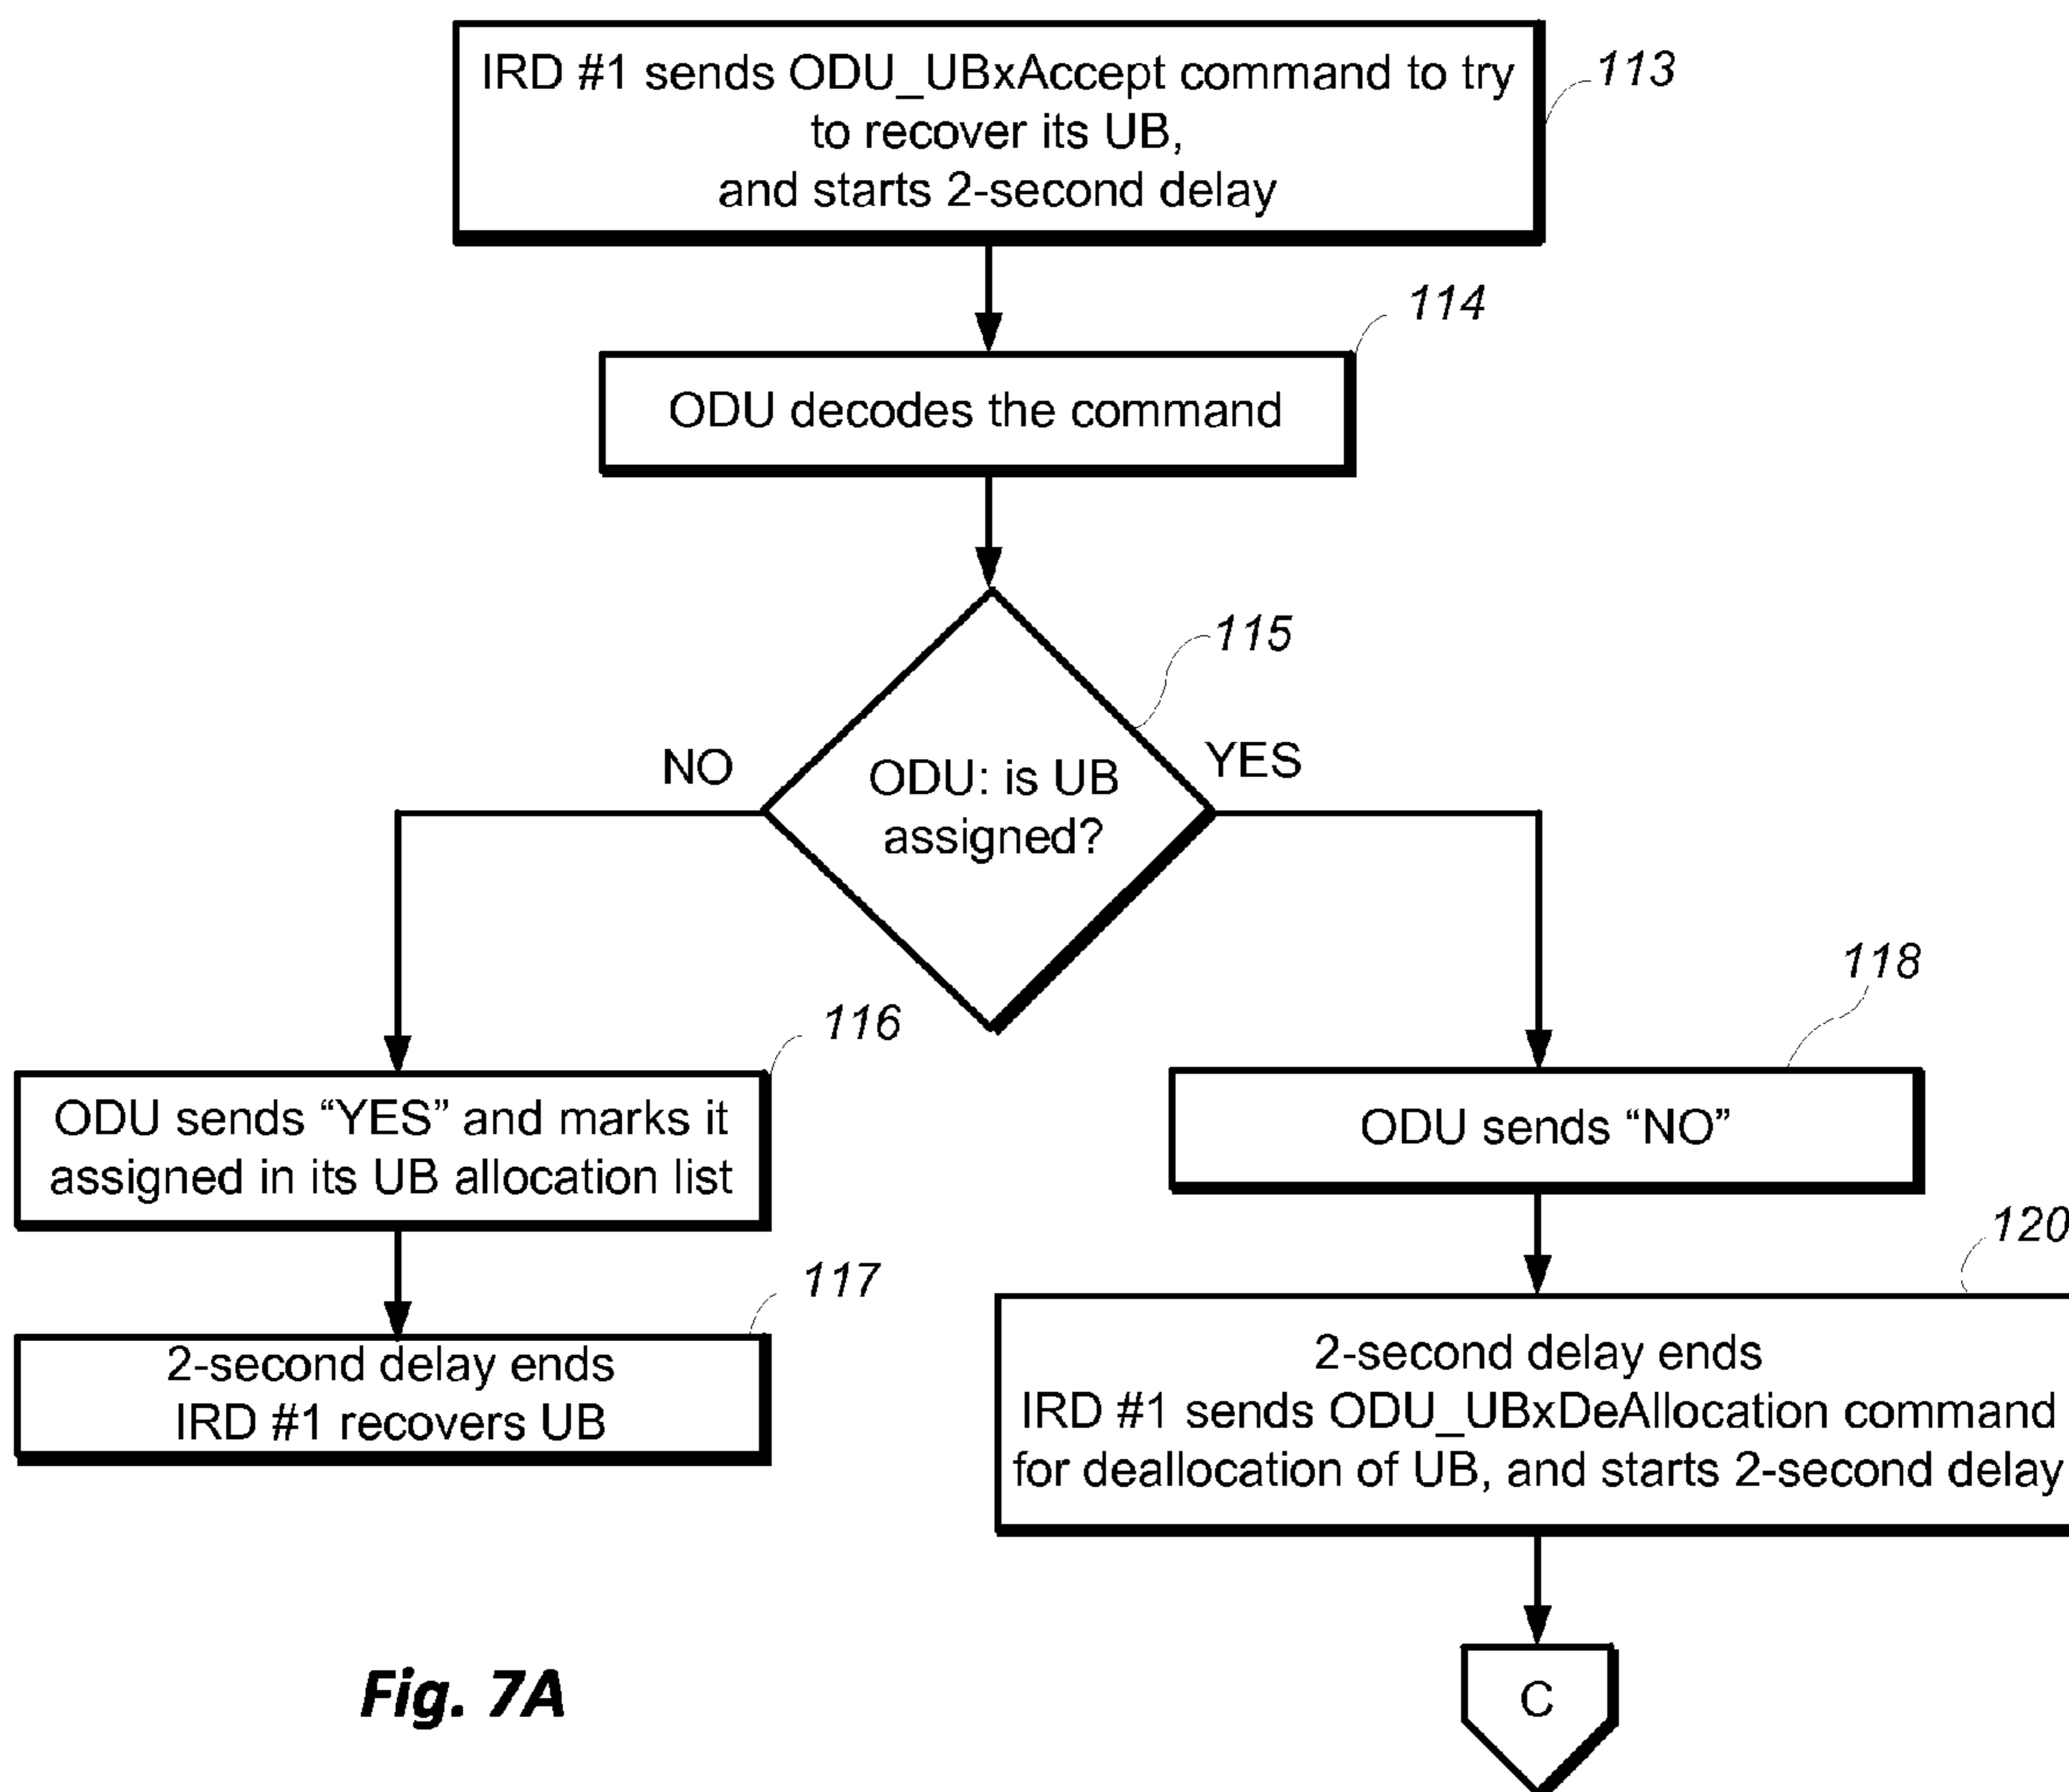 IRD #1 sends ODU_UBxAccept command to try
to recover its UB,
and starts 2-second delay
113
114
ODU decodes the command
115
NO
YES
ODU: is UB
assigned?
118
116
ODU sends “YES” and marks it
assigned in its UB allocation list
ODU sends “NO”
120
117
2-second delay ends
IRD #1 recovers UB
2-second delay ends
IRD #1 sends ODU_UBxDeAllocation command
for deallocation of UB, and starts 2-second delay
Fig. 7A
C